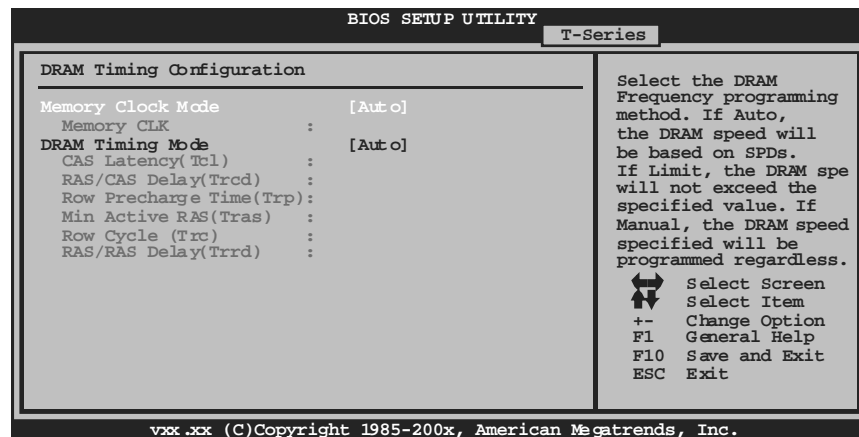 BIOS SETUP UTILITY
T-Series
DRAM Timing Configuration
Memory Clock Mode [Auto]
Memory CLK :
DRAM Timing Mode [Auto]
CAS Latency(Tcl) :
RAS/CAS Delay(Trcd) :
Row Precharge Time(Trp):
Min Active RAS(Tras) :
Row Cycle (Trc) :
RAS/RAS Delay(Trrd) :
Select the DRAM
Frequency programming
method. If Auto,
the DRAM speed will
be based on SPDs.
If Limit, the DRAM spe
will not exceed the
specified value. If
Manual, the DRAM speed
specified will be
programmed regardless.
Select Screen
Select Item
+- Change Option
F1 General Help
F10 Save and Exit
ESC Exit
vxx.xx (C)Copyright 1985-200x, American Megatrends, Inc.